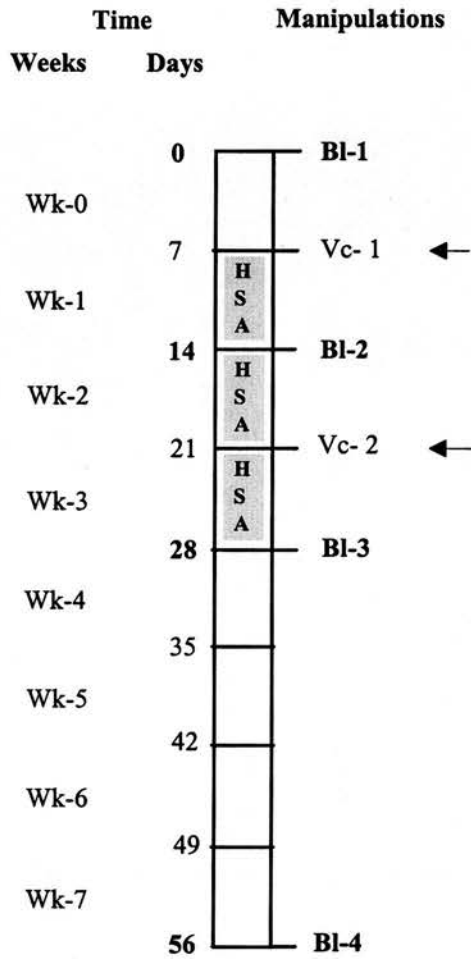 Time Manipulations
Weeks Days
0 Bl-1
Wk-0
7 Vc- 1
H
Wk-1 S
A
14 Bl-2
H
Wk-2 S
A
21 Vc- 2
H
Wk-3 S
A
28 Bl-3
Wk-4
35
Wk-5
42
Wk-6
49
Wk-7
56 Bl-4